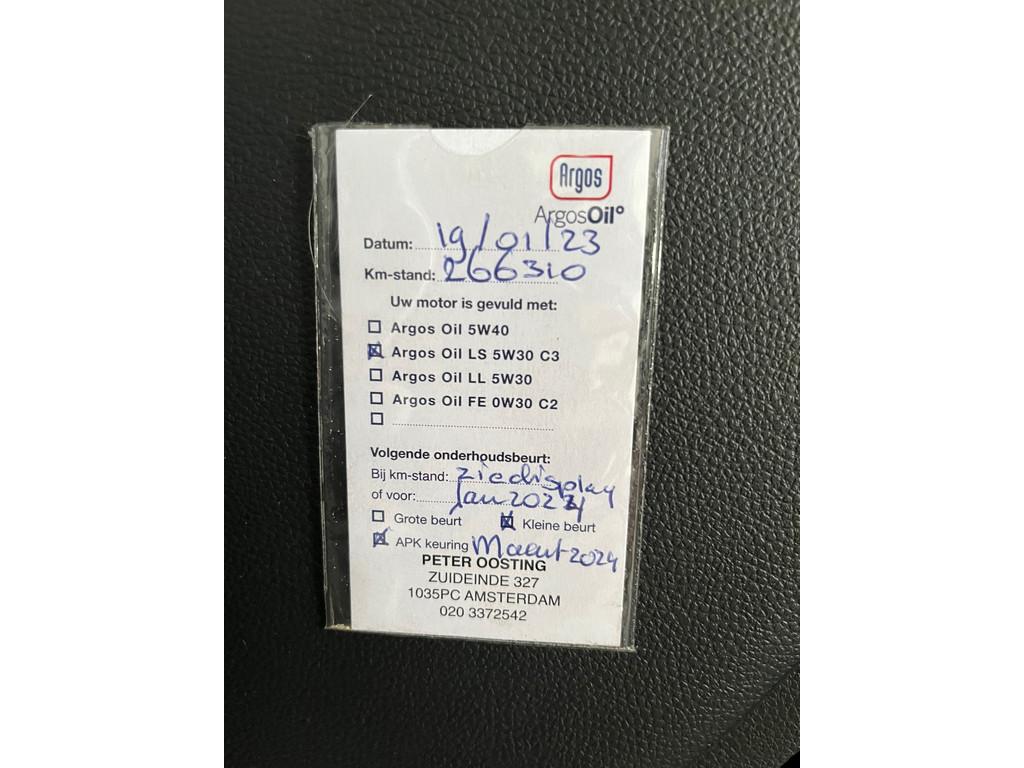 Argos
ArgosOil°
Datum: 19/01/23
Km-stand: 266310
Uw motor is gevuld met:
Argos Oil 5W40
Argos Oil LS 5W30 C3
Argos Oil LL 5W30
Argos Oil FE 0W30 C2
Volgende onderhoudsbeurt:
Bij km-stand: zie display
of voor: Jan 2024
Grote beurt Kleine beurt
APK keuring Maart 2024
PETER OOSTING
ZUIDEINDE 327
1035PC AMSTERDAM
020 3372542